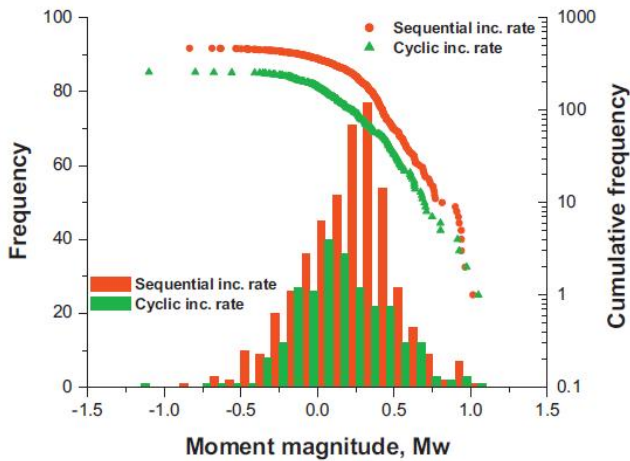 Sequential inc. rate
Cyclic inc. rate
100
80
60
40
20
0
Frequency
1000
100
10
1
0.1
Cumulative frequency
Sequential inc. rate
Cyclic inc. rate
-1.5 -1.0 -0.5 0.0 0.5 1.0 1.5
Moment magnitude, Mw